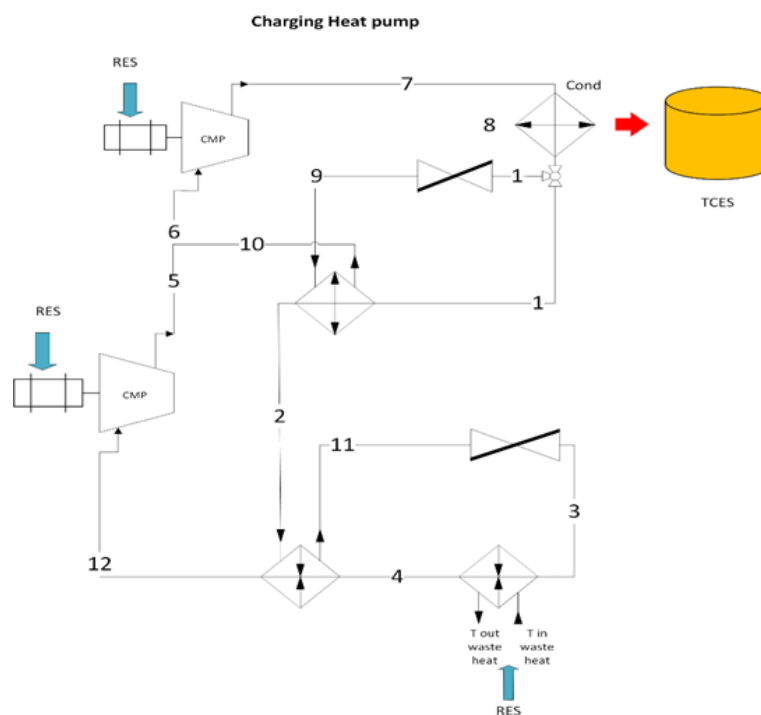 Charging Heat pump
RES
7
Cond
CMP
8
TCES
9
1
6
10
5
1
RES
CMP
2
11
3
12
4
T out
waste
heat
T in
waste
heat
RES